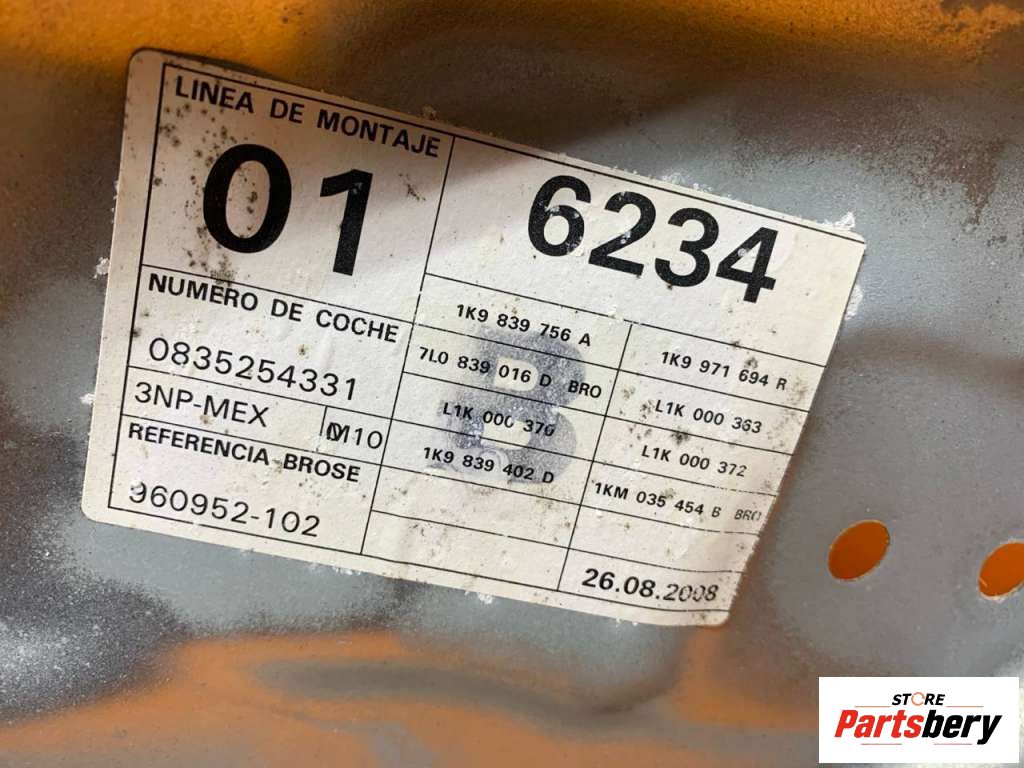 LINEA DE MONTAJE
01
6234
NUMERO DE COCHE
0835254331
3NP-MEX
M10
REFERENCIA BROSE
960952-102
1K9 839 756 A
7L0 839 016 D BRO
L1K 000 370
1K9 839 402 D
1K9 971 694 R
L1K 000 363
L1K 000 372
1KM 035 454 B BRO
26.08.2008
STORE
Partsbery